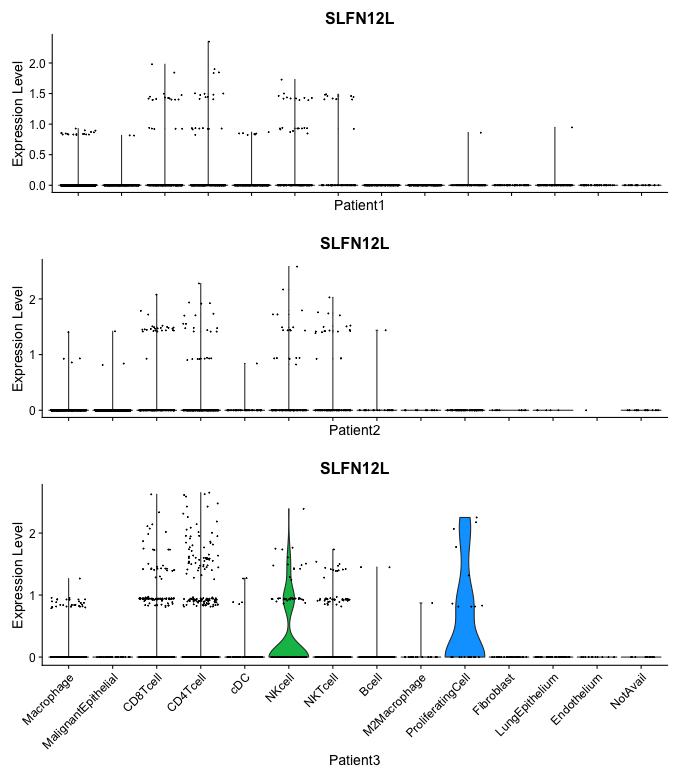 SLFN12L
Expression Level
2.0
1.5
1.0
0.5
0.0
Patient1
SLFN12L
Expression Level
2
1
0
Patient2
SLFN12L
Expression Level
2
1
0
Macrophage
MalignantEpithelial
CD8Tcell
CD4Tcell
cDC
NKcell
NKTcell
Bcell
M2Macrophage
ProliferatingCell
Fibroblast
LungEpithelium
Endothelium
NotAvail
Patient3